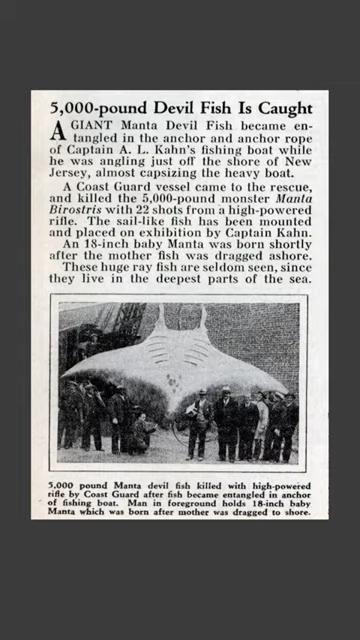 5,000-pound Devil Fish Is Caught
A GIANT Manta Devil Fish became en-
tangled in the anchor and anchor rope
of Captain A. L. Kahn's fishing boat while
he was angling just off the shore of New
Jersey, almost capsizing the heavy boat.
A Coast Guard vessel came to the rescue,
and killed the 5,000-pound monster Manta
Birostris with 22 shots from a high-powered
rifle. The sail-like fish has been mounted
and placed on exhibition by Captain Kahn.
An 18-inch baby Manta was born shortly
after the mother fish was dragged ashore.
These huge ray fish are seldom seen, since
they live in the deepest parts of the sea.
5,000 pound Manta devil fish killed with high-powered
rifle by Coast Guard after fish became entangled in anchor
of fishing boat. Man in foreground holds 18-inch baby
Manta which was born after mother was dragged to shore.